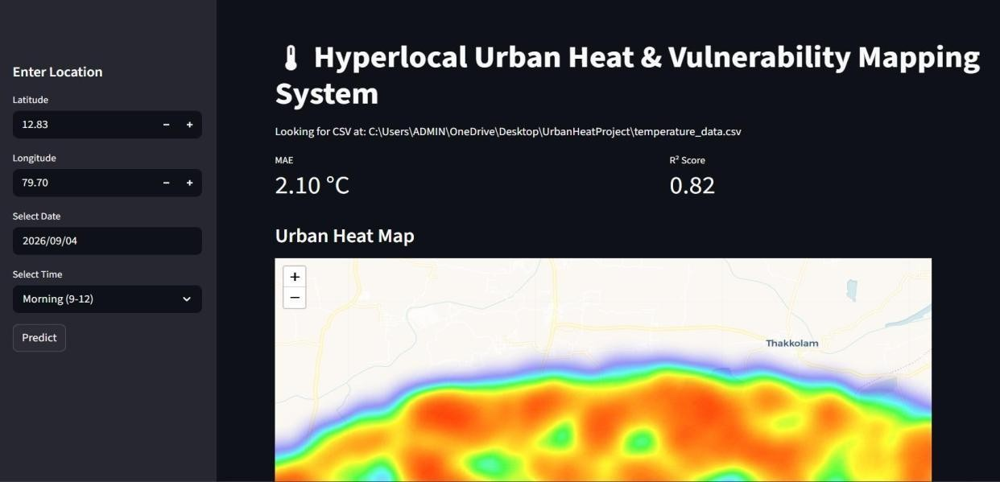 Enter Location
Latitude
12.83
− +
Longitude
79.70
− +
Select Date
2026/09/04
Select Time
Morning (9-12)
Predict
Hyperlocal Urban Heat & Vulnerability Mapping
System
Looking for CSV at: C:\Users\ADMIN\OneDrive\Desktop\UrbanHeatProject\temperature_data.csv
MAE
2.10 °C
R² Score
0.82
Urban Heat Map
+
−
Thakkolam